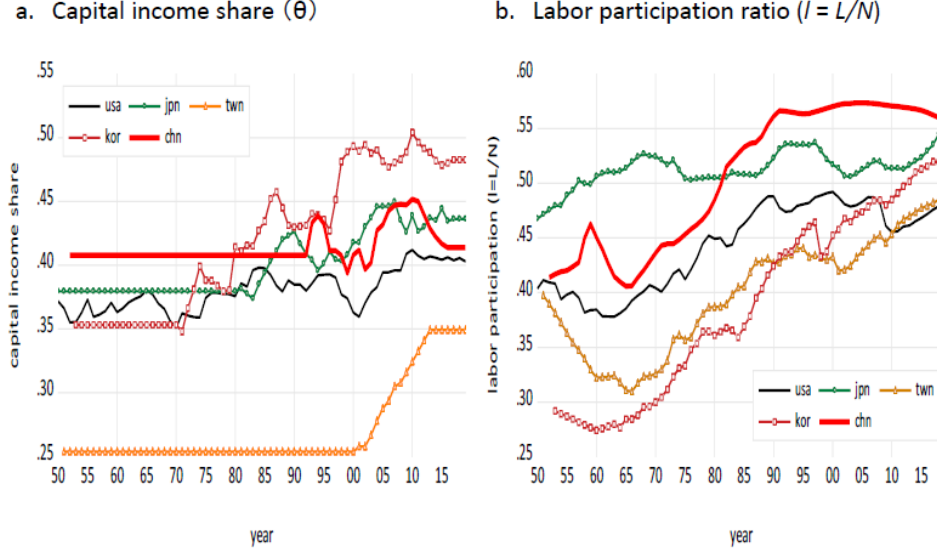 a. Capital income share (θ)
.55
.50
.45
.40
.35
.30
.25
capital income share
usa jpn twn
kor chn
50 55 60 65 70 75 80 85 90 95 00 05 10 15
year
b. Labor participation ratio (l = L/N)
.60
.55
.50
.45
.40
.35
.30
.25
labor participation (l=L/N)
usa jpn twn
kor chn
50 55 60 65 70 75 80 85 90 95 00 05 10 15
year